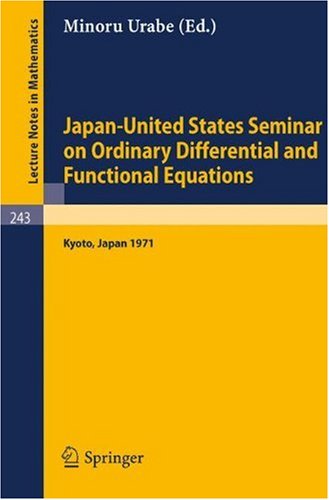 Minoru Urabe (Ed.)
Lecture Notes in Mathematics
Japan-United States Seminar
on Ordinary Differential and
Functional Equations
243
Kyoto, Japan 1971
Springer